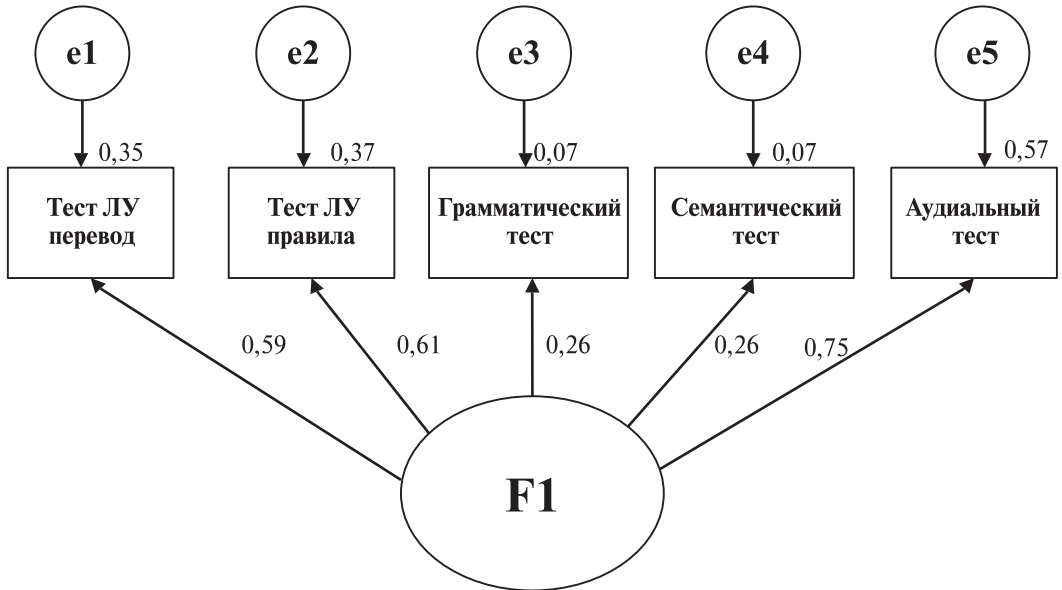 e1
e2
e3
e4
e5
0,35
0,37
0,07
0,07
0,57
Тест ЛУ
перевод
Тест ЛУ
правила
Грамматический
тест
Семантический
тест
Аудиальный
тест
0,59
0,61
0,26
0,26
0,75
F1